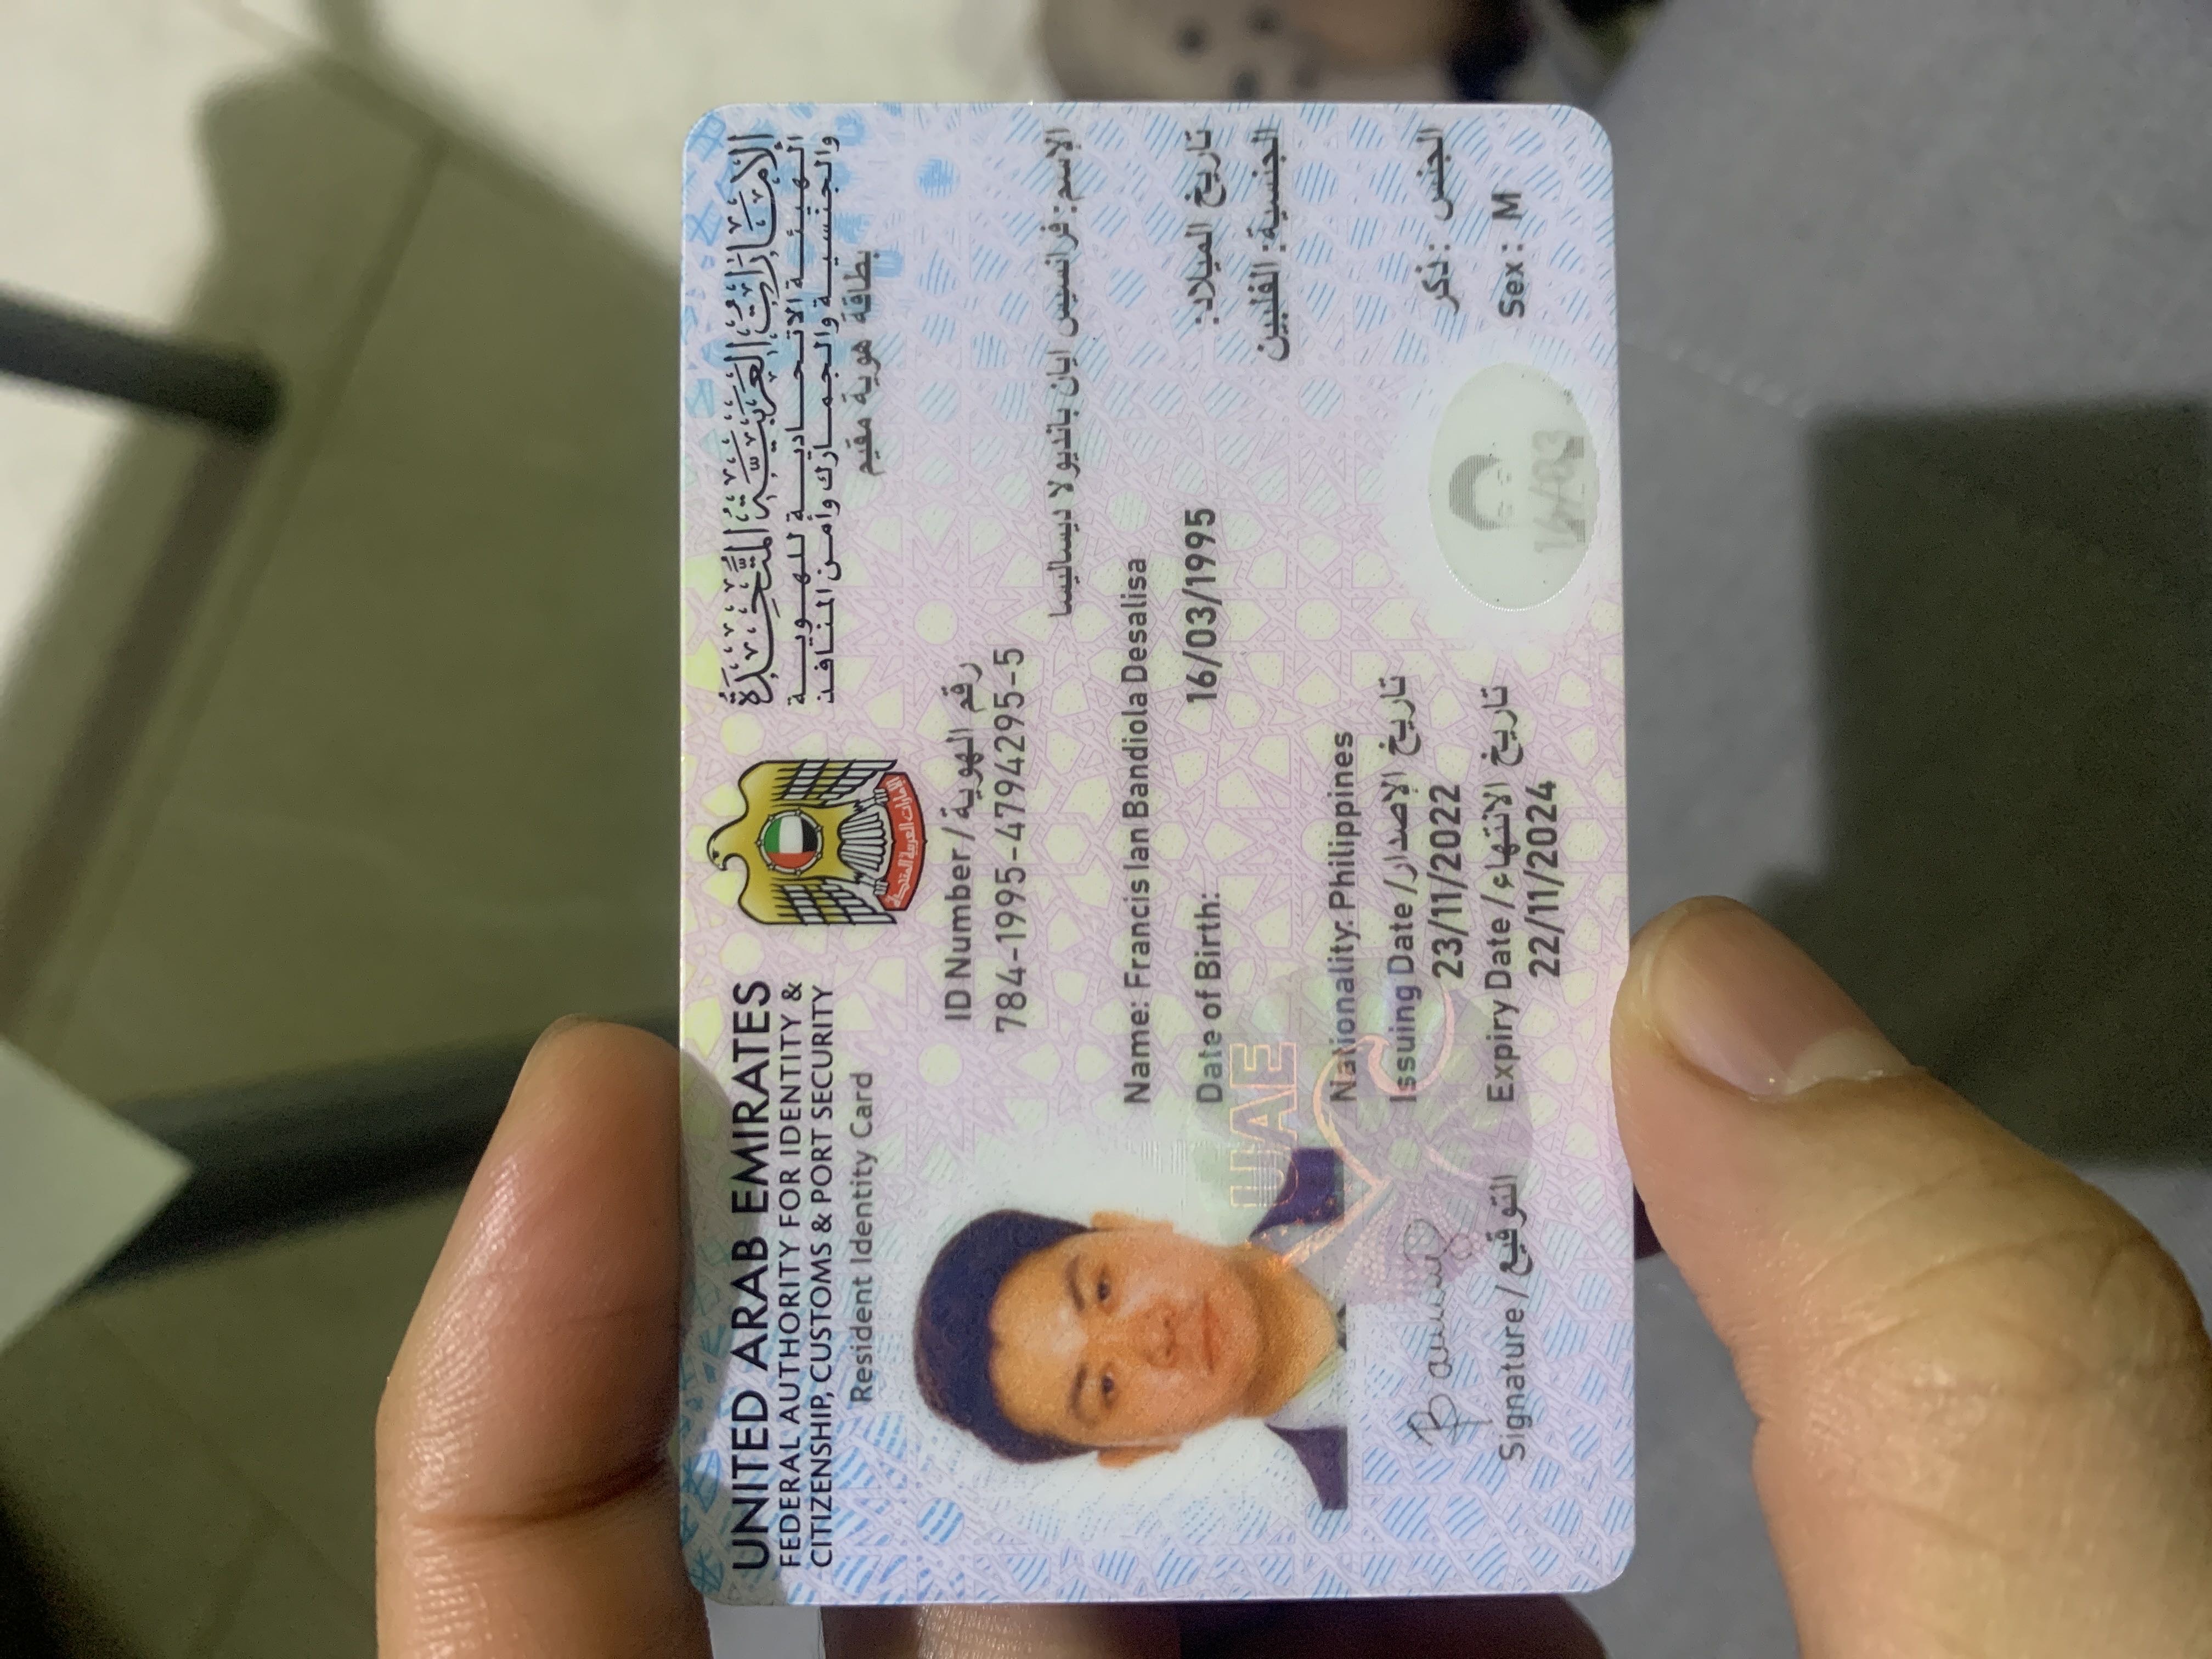 UNITED ARAB EMIRATES
FEDERAL AUTHORITY FOR IDENTITY &
CITIZENSHIP, CUSTOMS & PORT SECURITY
Resident Identity Card
الإمارات العربية المتحدة
الهيئة الاتحادية للهوية
والجنسية والجمارك وأمن المنافذ
بطاقة هوية مقيم
ID Number / رقم الهوية
784-1995-4794295-5
الإسم: فرانسيس ايان بانديولا ديساليسا
Name: Francis Ian Bandiola Desalisa
Date of Birth: 16/03/1995 تاريخ الميلاد:
الجنسية: الفلبين
UAE
Nationality: Philippines
Issuing Date / تاريخ الإصدار
23/11/2022
الجنس: ذكر
Expiry Date / تاريخ الانتهاء
22/11/2024
Sex: M
Signature / التوقيع
16/03